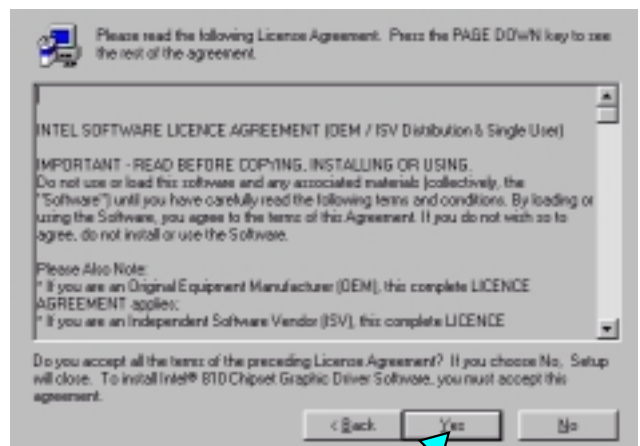 Please read the following License Agreement. Press the PAGE DOWN key to see
the rest of the agreement.
INTEL SOFTWARE LICENCE AGREEMENT (OEM / ISV Distribution & Single User)
IMPORTANT - READ BEFORE COPYING, INSTALLING OR USING.
Do not use or load this software and any associated materials (collectively, the
"Software") until you have carefully read the following terms and conditions. By loading or
using the Software, you agree to the terms of this Agreement. If you do not wish so to
agree, do not install or use the Software.
Please Also Note:
* If you are an Original Equipment Manufacturer (OEM), this complete LICENCE
AGREEMENT applies;
* If you are an Independent Software Vendor (ISV), this complete LICENCE
Do you accept all the terms of the preceding License Agreement? If you choose No, Setup
will close. To install Intel® 810 Chipset Graphic Driver Software, you must accept this
agreement.
< Back Yes No